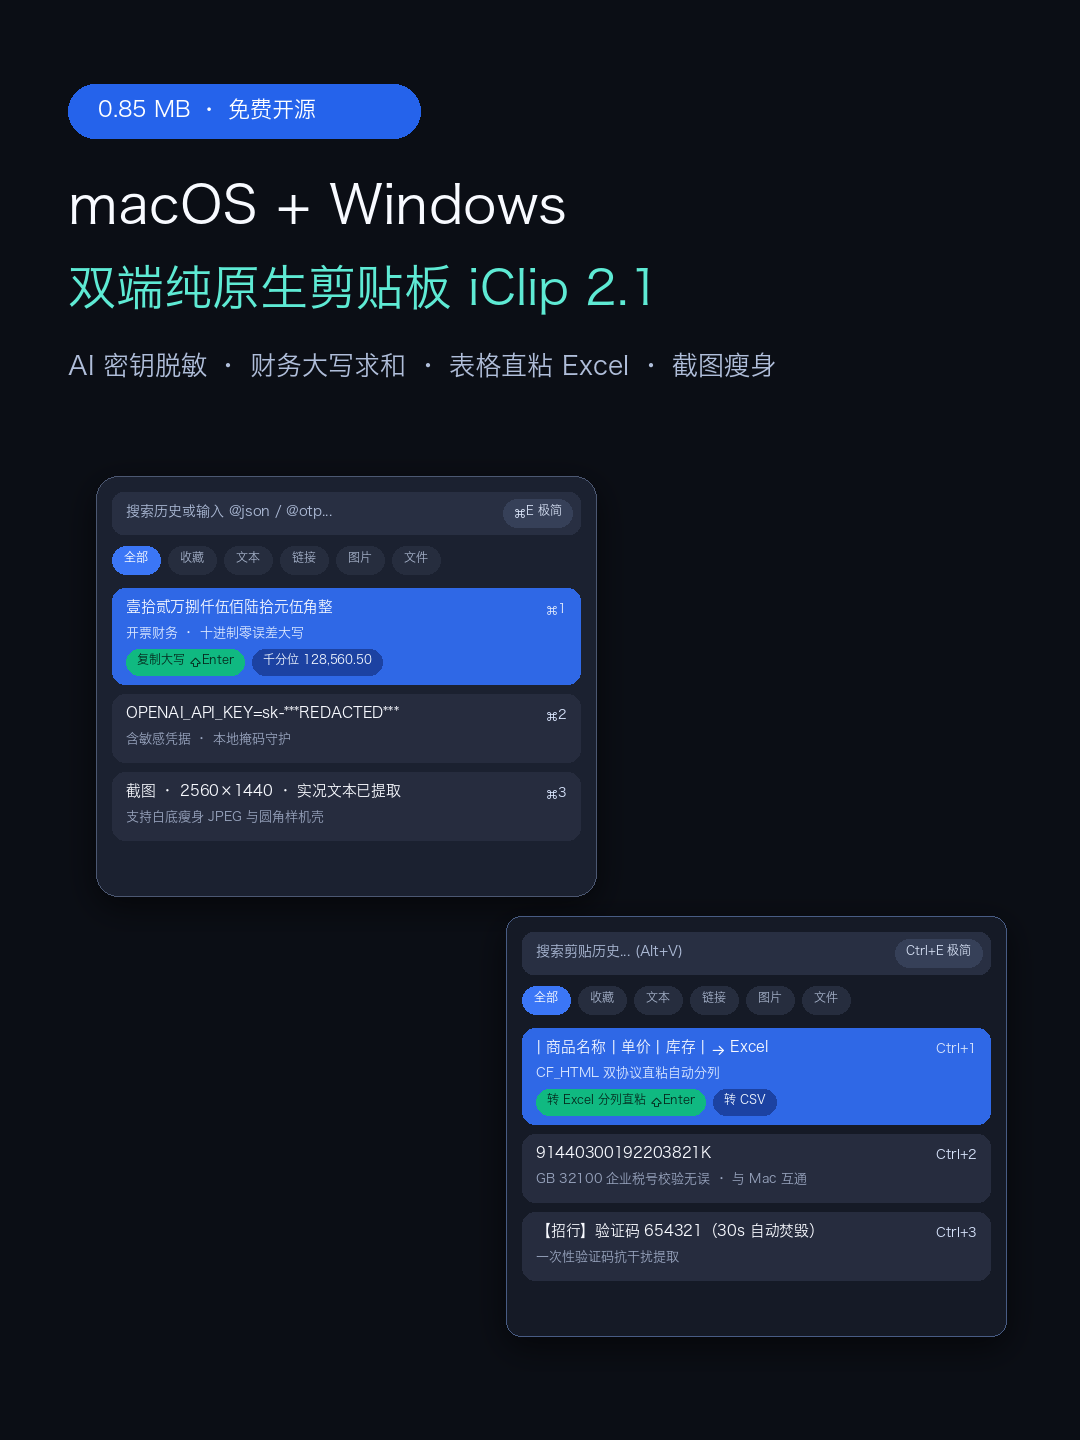 0.85 MB · 免费开源
macOS + Windows
双端纯原生剪贴板 iClip 2.1
AI 密钥脱敏 · 财务大写求和 · 表格直粘 Excel · 截图瘦身
搜索历史或输入 @json / @otp... ⌘E 极简
全部 收藏 文本 链接 图片 文件
壹拾贰万捌仟伍佰陆拾元伍角整 ⌘1
开票财务 · 十进制零误差大写
复制大写 ⇧Enter 千分位 128,560.50
OPENAI_API_KEY=sk-***REDACTED*** ⌘2
含敏感凭据 · 本地掩码守护
截图 · 2560×1440 · 实况文本已提取 ⌘3
支持白底瘦身 JPEG 与圆角样机壳
搜索剪贴历史... (Alt+V) Ctrl+E 极简
全部 收藏 文本 链接 图片 文件
| 商品名称 | 单价 | 库存 | → Excel Ctrl+1
CF_HTML 双协议直粘自动分列
转 Excel 分列直粘 ⇧Enter 转 CSV
91440300192203821K Ctrl+2
GB 32100 企业税号校验无误 · 与 Mac 互通
【招行】验证码 654321（30s 自动焚毁） Ctrl+3
一次性验证码抗干扰提取